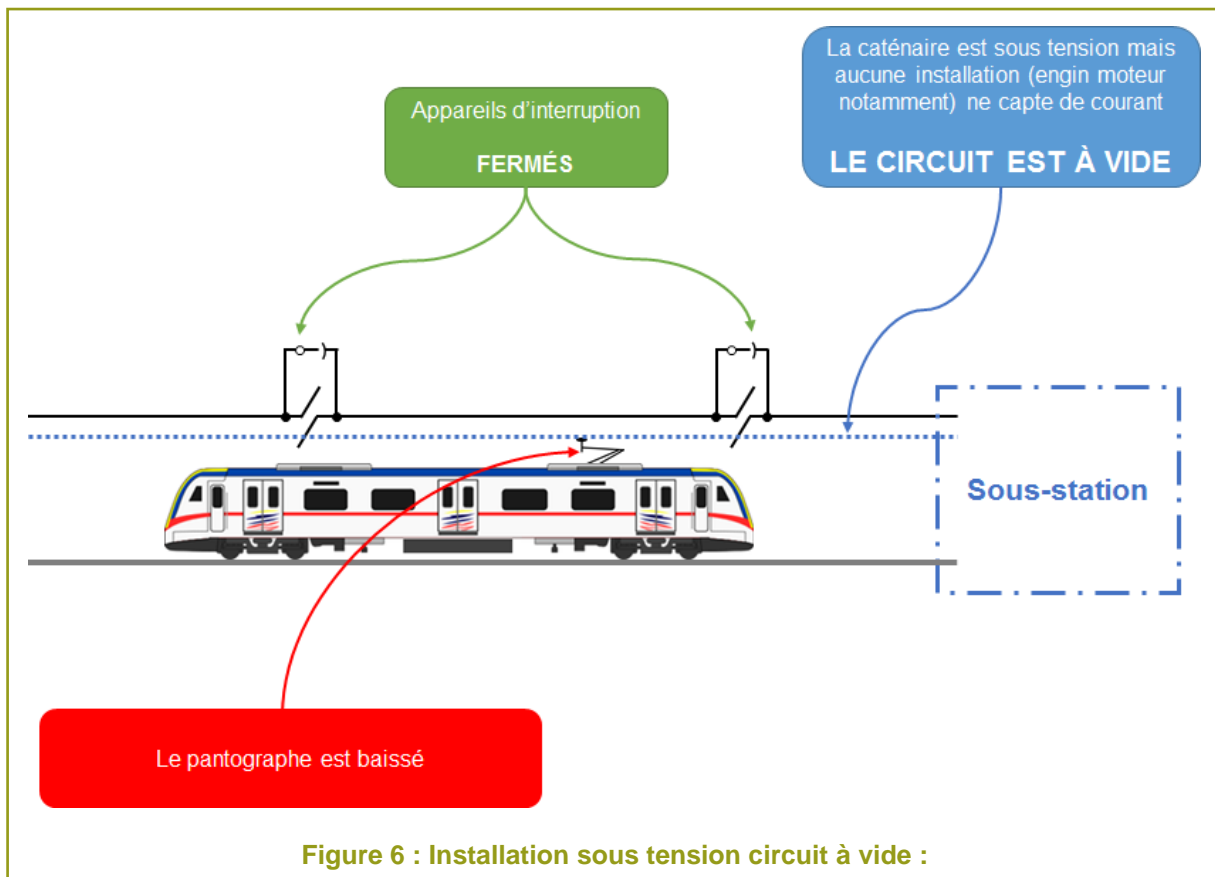 La caténaire est sous tension mais
aucune installation (engin moteur
notamment) ne capte de courant
LE CIRCUIT EST À VIDE
Appareils d'interruption
FERMÉS
Sous-station
Le pantographe est baissé
Figure 6 : Installation sous tension circuit à vide :